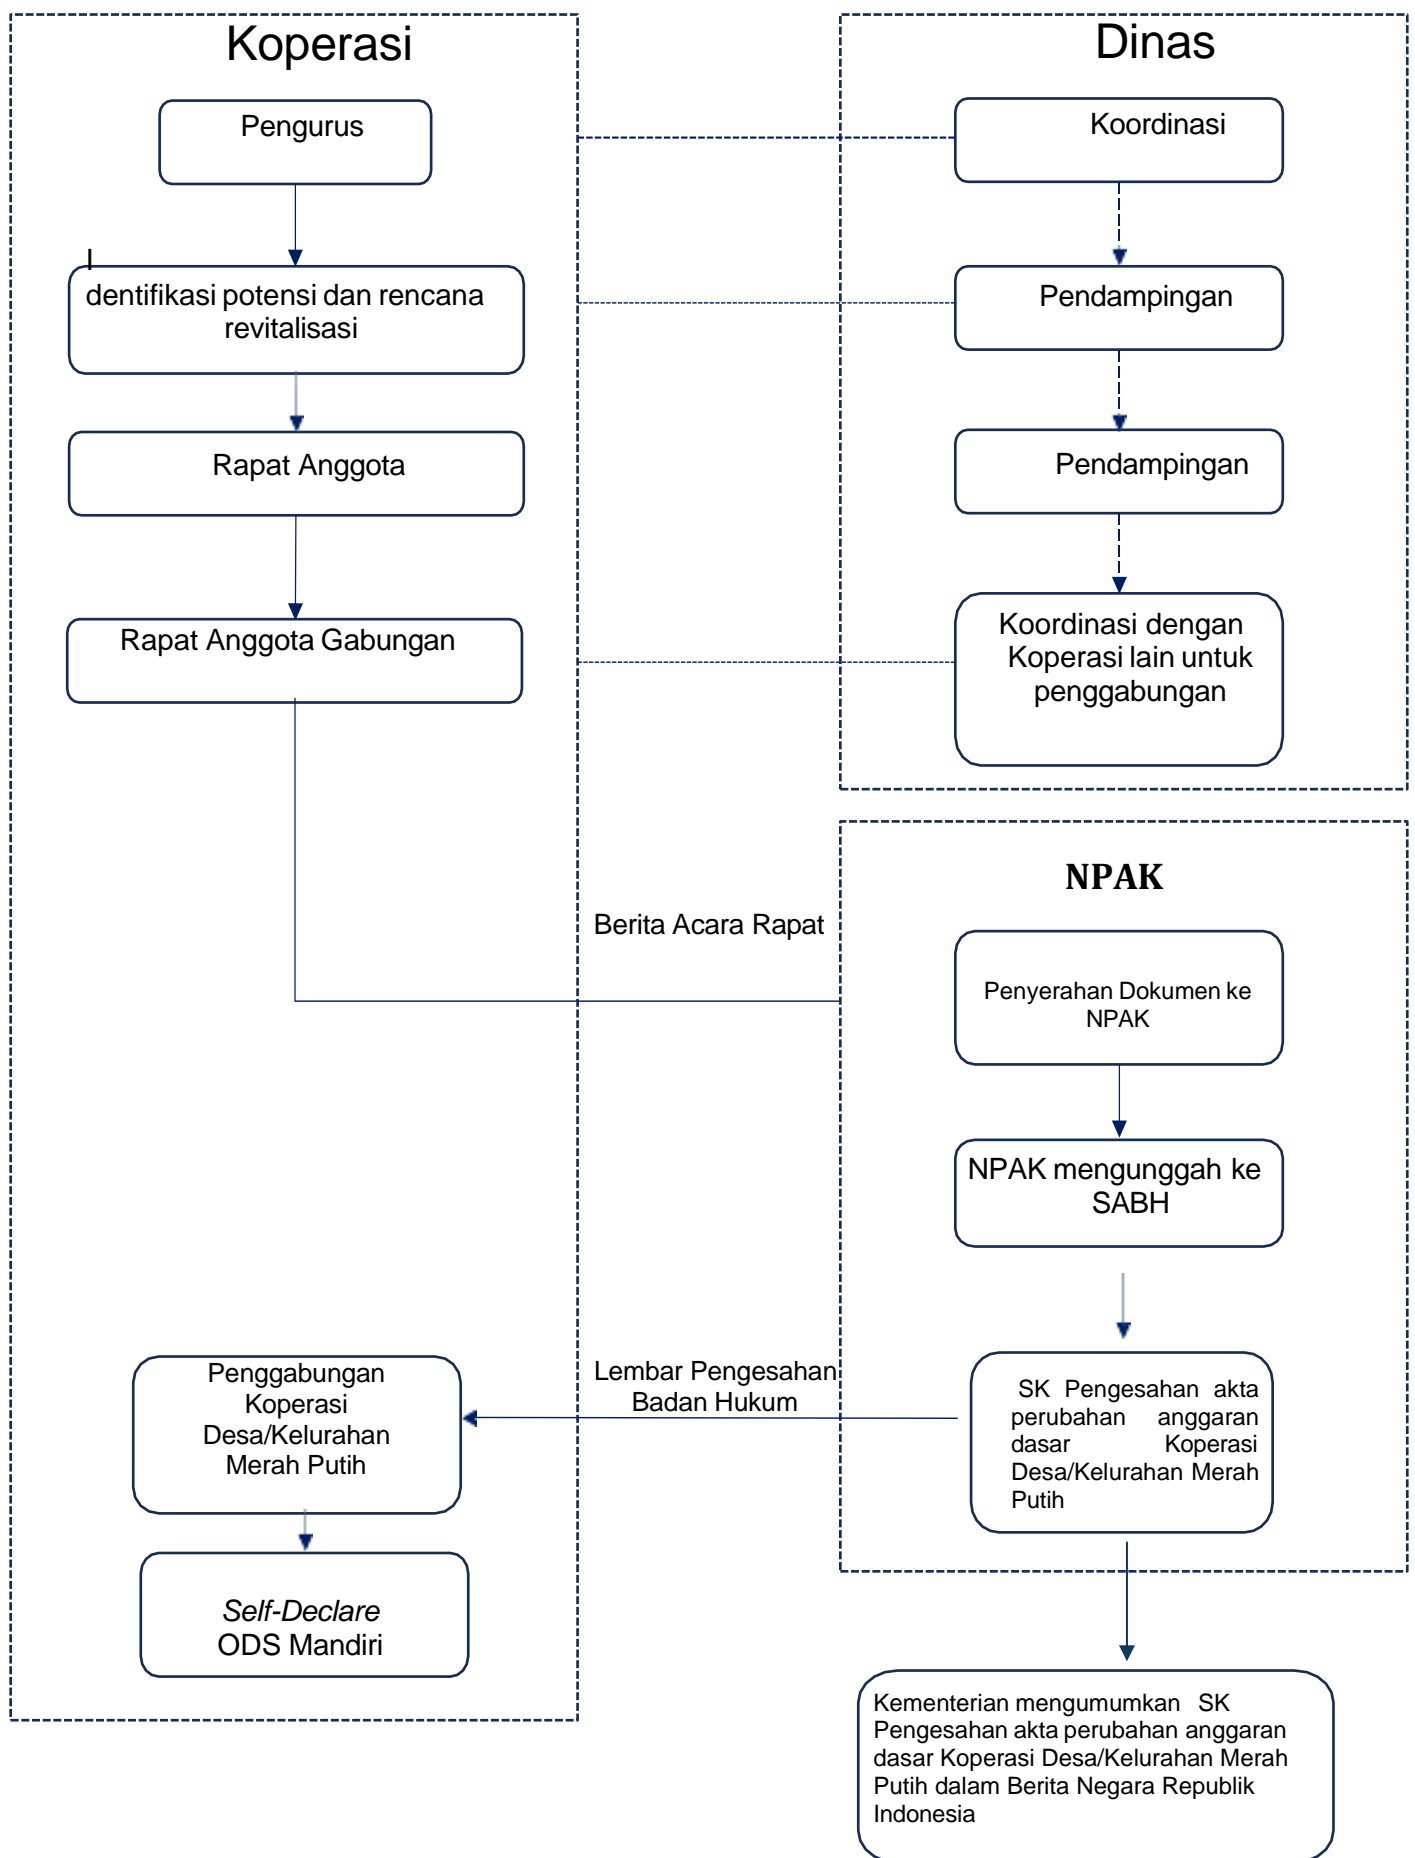 Koperasi
Pengurus
I
dentifikasi potensi dan rencana
revitalisasi
Rapat Anggota
Rapat Anggota Gabungan
Dinas
Koordinasi
Pendampingan
Pendampingan
Koordinasi dengan
Koperasi lain untuk
penggabungan
Berita Acara Rapat
NPAK
Penyerahan Dokumen ke
NPAK
NPAK mengunggah ke
SABH
SK Pengesahan akta
perubahan anggaran
dasar Koperasi
Desa/Kelurahan Merah
Putih
Lembar Pengesahan
Badan Hukum
Penggabungan
Koperasi
Desa/Kelurahan
Merah Putih
Self-Declare
ODS Mandiri
Kementerian mengumumkan SK
Pengesahan akta perubahan anggaran
dasar Koperasi Desa/Kelurahan Merah
Putih dalam Berita Negara Republik
Indonesia